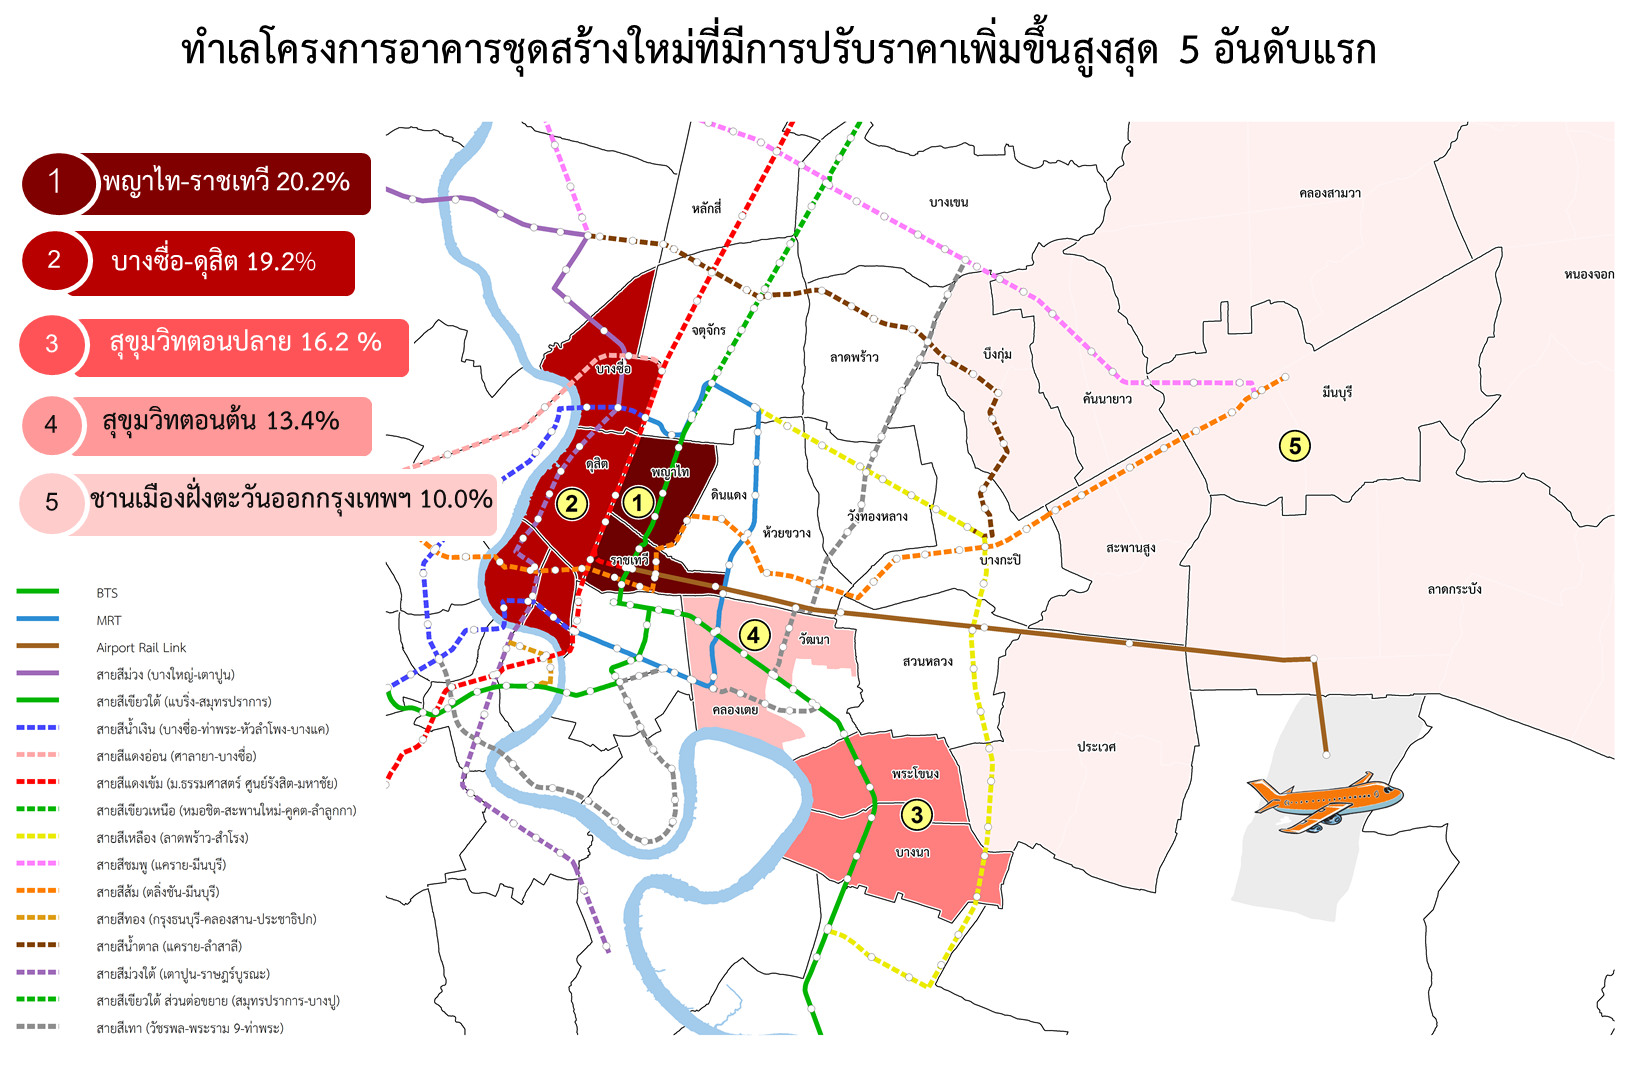 ทำเลโครงการอาคารชุดสร้างใหม่ที่มีการปรับราคาเพิ่มขึ้นสูงสุด 5 อันดับแรก
1 พญาไท-ราชเทวี 20.2%
2 บางซื่อ-ดุสิต 19.2%
3 สุขุมวิทตอนปลาย 16.2 %
4 สุขุมวิทตอนต้น 13.4%
5 ชานเมืองฝั่งตะวันออกกรุงเทพฯ 10.0%
BTS
MRT
Airport Rail Link
สายสีม่วง (บางใหญ่-เตาปูน)
สายสีเขียวใต้ (แบริ่ง-สมุทรปราการ)
สายสีน้ำเงิน (บางซื่อ-ท่าพระ-หัวลำโพง-บางแค)
สายสีแดงอ่อน (ศาลายา-บางซื่อ)
สายสีแดงเข้ม (ม.ธรรมศาสตร์ ศูนย์รังสิต-มหาชัย)
สายสีเขียวเหนือ (หมอชิต-สะพานใหม่-คูคต-ลำลูกกา)
สายสีเหลือง (ลาดพร้าว-สำโรง)
สายสีชมพู (แคราย-มีนบุรี)
สายสีส้ม (ตลิ่งชัน-มีนบุรี)
สายสีทอง (กรุงธนบุรี-คลองสาน-ประชาธิปก)
สายสีน้ำตาล (แคราย-ลำสาลี)
สายสีม่วงใต้ (เตาปูน-ราษฎร์บูรณะ)
สายสีเขียวใต้ ส่วนต่อขยาย (สมุทรปราการ-บางปู)
สายสีเทา (วัชรพล-พระราม 9-ท่าพระ)
คลองสามวา
บางเขน
หลักสี่
หนองจอก
จตุจักร
ลาดพร้าว
บึงกุ่ม
บางซื่อ
คันนายาว
มีนบุรี
5
ดุสิต
พญาไท
ดินแดง
2
1
วังทองหลาง
ห้วยขวาง
สะพานสูง
ราชเทวี
บางกะปิ
ลาดกระบัง
4
วัฒนา
สวนหลวง
คลองเตย
ประเวศ
พระโขนง
3
บางนา